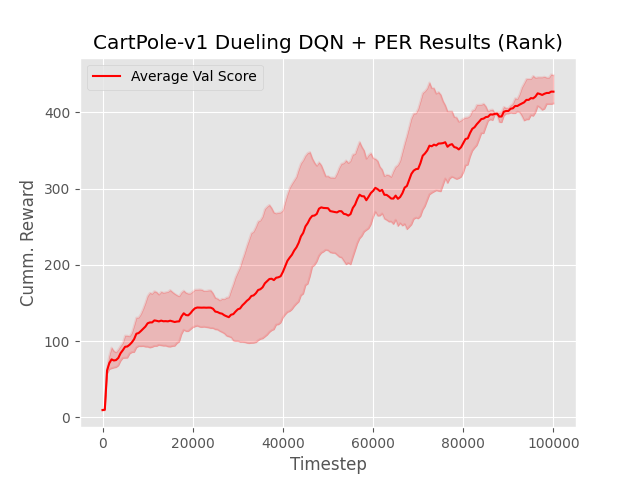 CartPole-v1 Dueling DQN + PER Results (Rank)
Average Val Score
400
300
200
100
0
Cumm. Reward
0 20000 40000 60000 80000 100000
Timestep